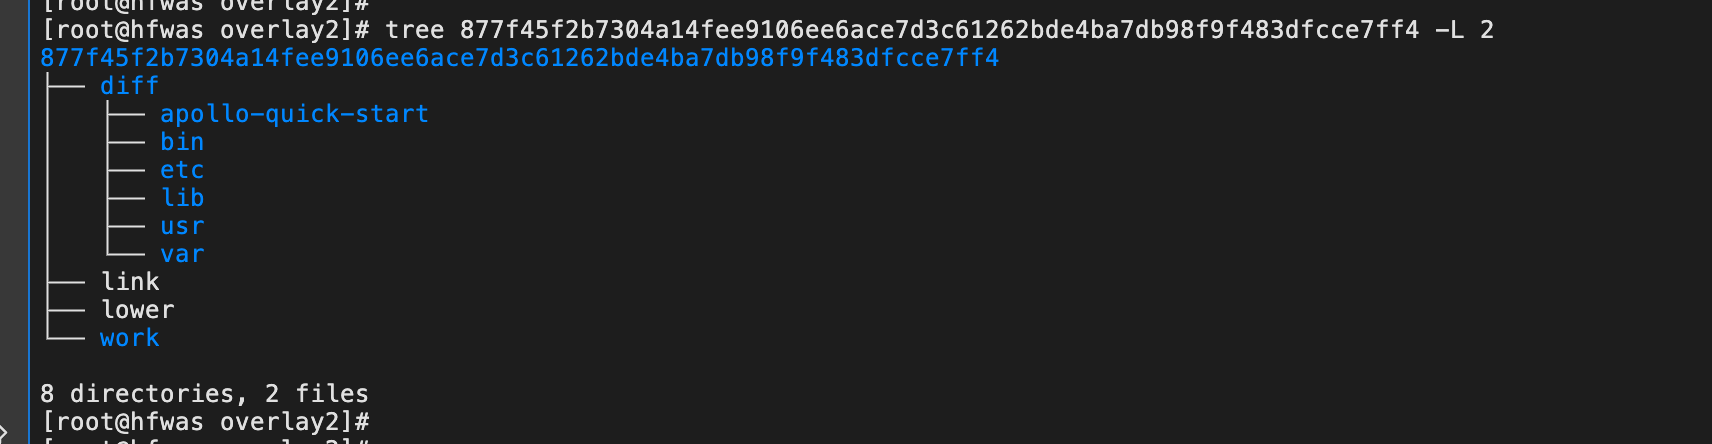 [root@hfwas overlay2]#
[root@hfwas overlay2]# tree 877f45f2b7304a14fee9106ee6ace7d3c61262bde4ba7db98f9f483dfcce7ff4 -L 2
877f45f2b7304a14fee9106ee6ace7d3c61262bde4ba7db98f9f483dfcce7ff4
├── diff
│   ├── apollo-quick-start
│   ├── bin
│   ├── etc
│   ├── lib
│   ├── usr
│   └── var
├── link
├── lower
└── work
8 directories, 2 files
[root@hfwas overlay2]#